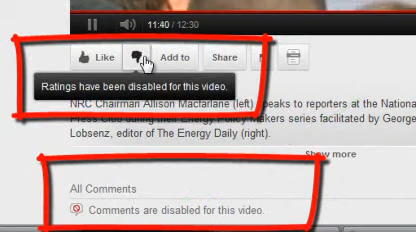 11:40 / 12:30
Like
Add to
Share
Ratings have been disabled for this video.
NRC Chairman Allison Macfarlane (left) speaks to reporters at the Nationa
Press Club during their Energy Policy Makers series facilitated by George
Lobsenz, editor of The Energy Daily (right).
Show more
All Comments
Comments are disabled for this video.